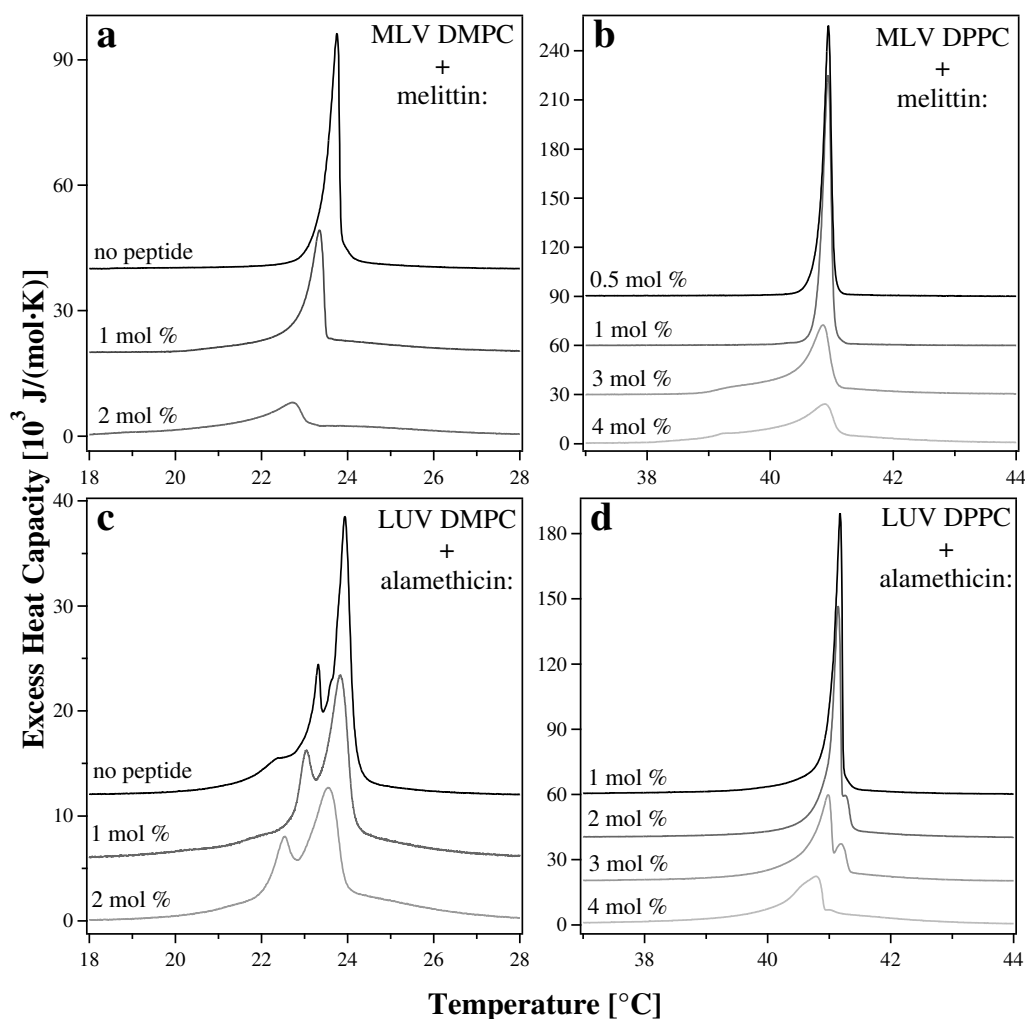 Excess Heat Capacity [10³ J/(mol·K)]
a
MLV DMPC
+
melittin:
90
60
30
0
no peptide
1 mol %
2 mol %
18 20 22 24 26 28
b
MLV DPPC
+
melittin:
240
210
180
150
120
90
60
30
0
0.5 mol %
1 mol %
3 mol %
4 mol %
38 40 42 44
c
LUV DMPC
+
alamethicin:
40
30
20
10
0
no peptide
1 mol %
2 mol %
18 20 22 24 26 28
d
LUV DPPC
+
alamethicin:
180
150
120
90
60
30
0
1 mol %
2 mol %
3 mol %
4 mol %
38 40 42 44
Temperature [°C]